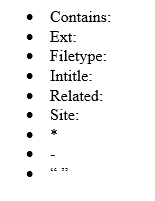 • Contains:
• Ext:
• Filetype:
• Intitle:
• Related:
• Site:
• *
• -
• “ ”